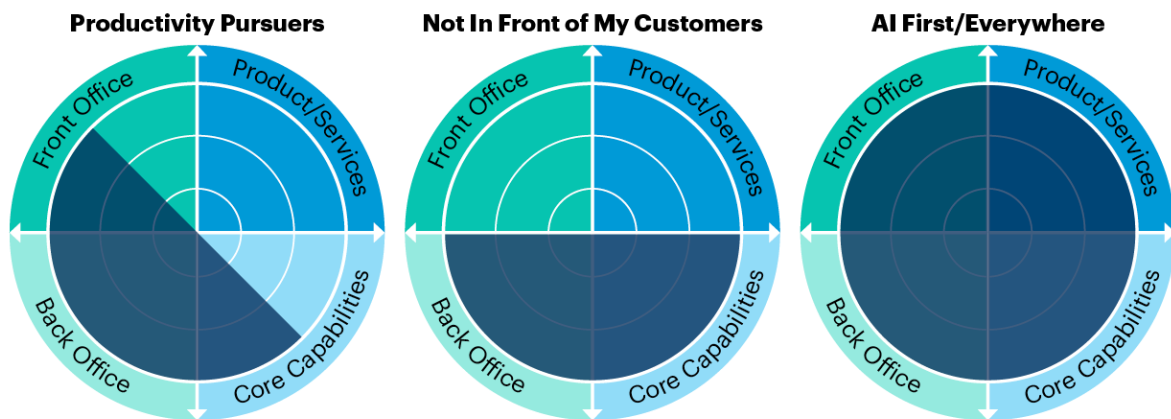 Productivity Pursuers
Front Office
Product/Services
Back Office
Core Capabilities
Not In Front of My Customers
Front Office
Product/Services
Back Office
Core Capabilities
AI First/Everywhere
Front Office
Product/Services
Back Office
Core Capabilities